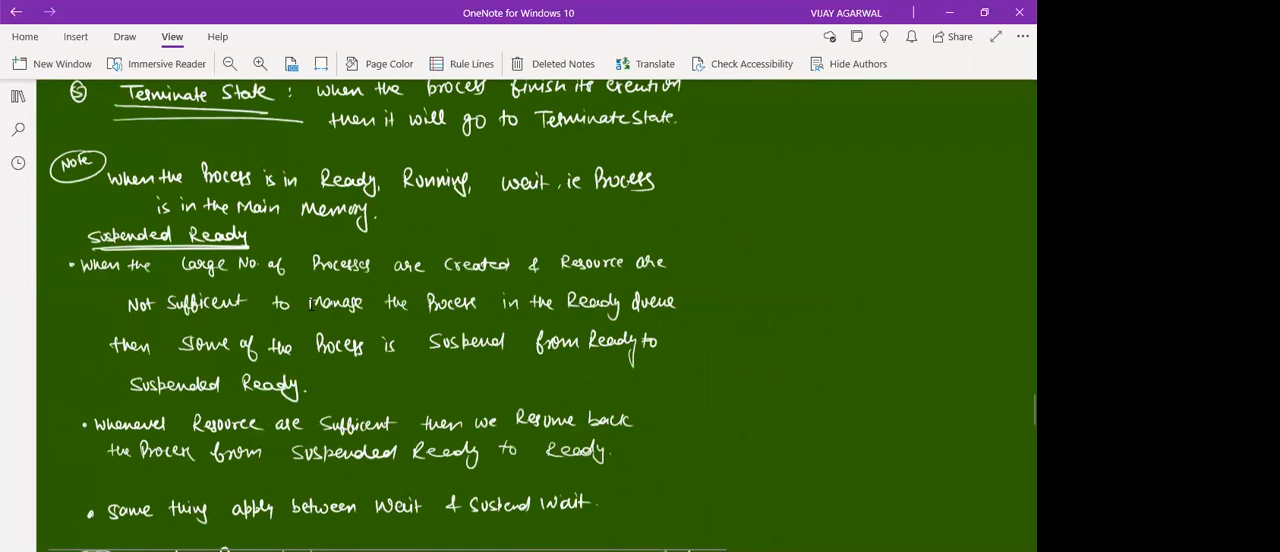 OneNote for Windows 10
VIJAY AGARWAL
Home Insert Draw View Help
Share
New Window Immersive Reader Page Color Rule Lines Deleted Notes Translate Check Accessibility Hide Authors
⑤ Terminate State : when the process finish its exeution
then it will go to Terminate State.
Note
When the Process is in Ready, Running, wait, ie Process
is in the Main Memory.
Suspended Ready
• When the large No. of Processes are Created & Resource are
Not Sufficent to manage the Process in the Ready Queue
then some of the Process is Suspend from Ready to
Suspended Ready.
• Whenever Resource are Sufficent then we Resume back
the Process from Suspended Ready to Ready.
• Same thing apply between Wait & Suspend Wait.